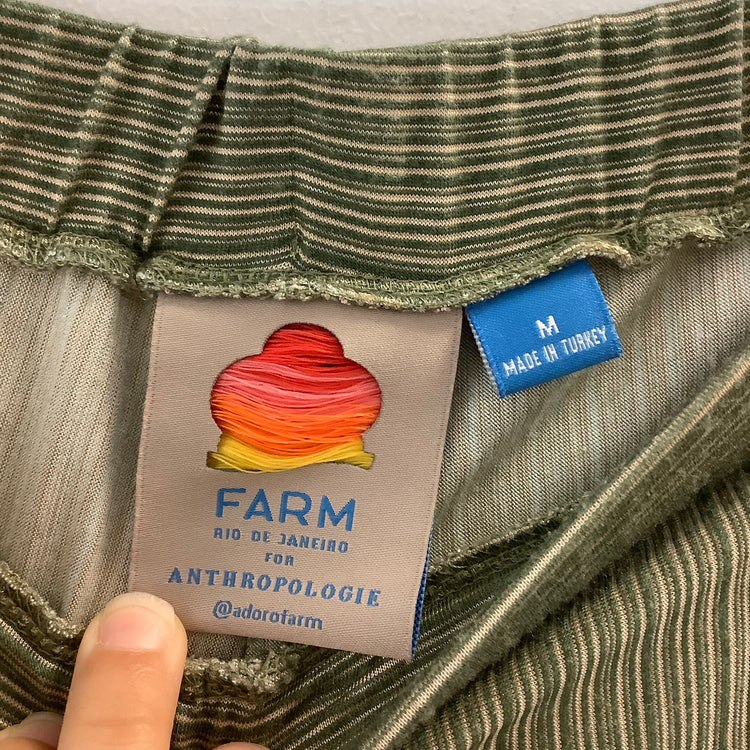 M
MADE IN TURKEY
FARM
RIO DE JANEIRO
FOR
ANTHROPOLOGIE
@adorofarm